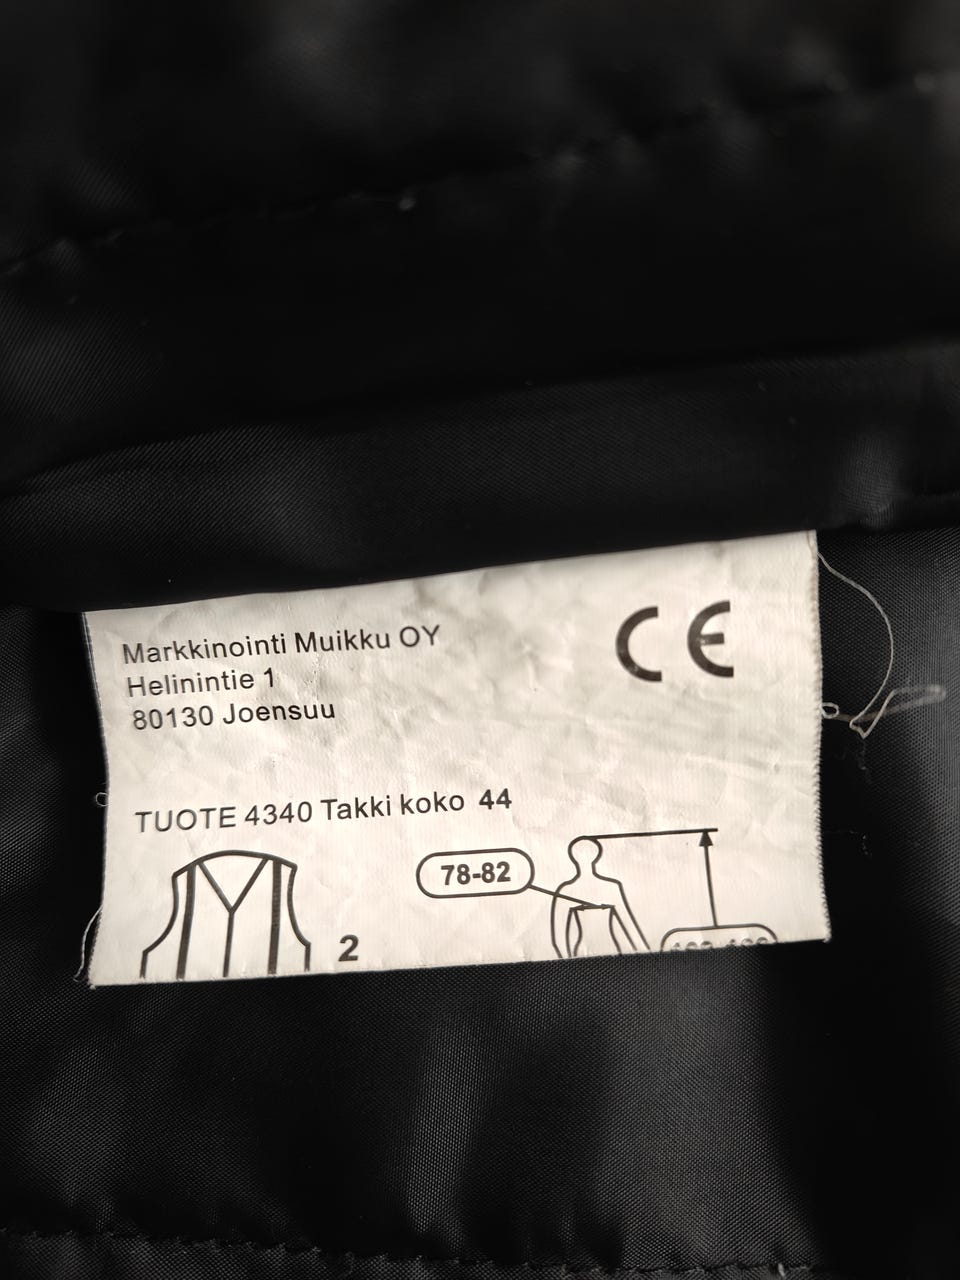 Markkinointi Muikku OY
CE
Helinintie 1
80130 Joensuu
TUOTE 4340 Takki koko 44
78-82
2